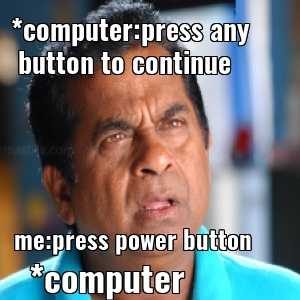 *computer:press any
button to continue
me:press power button
*computer